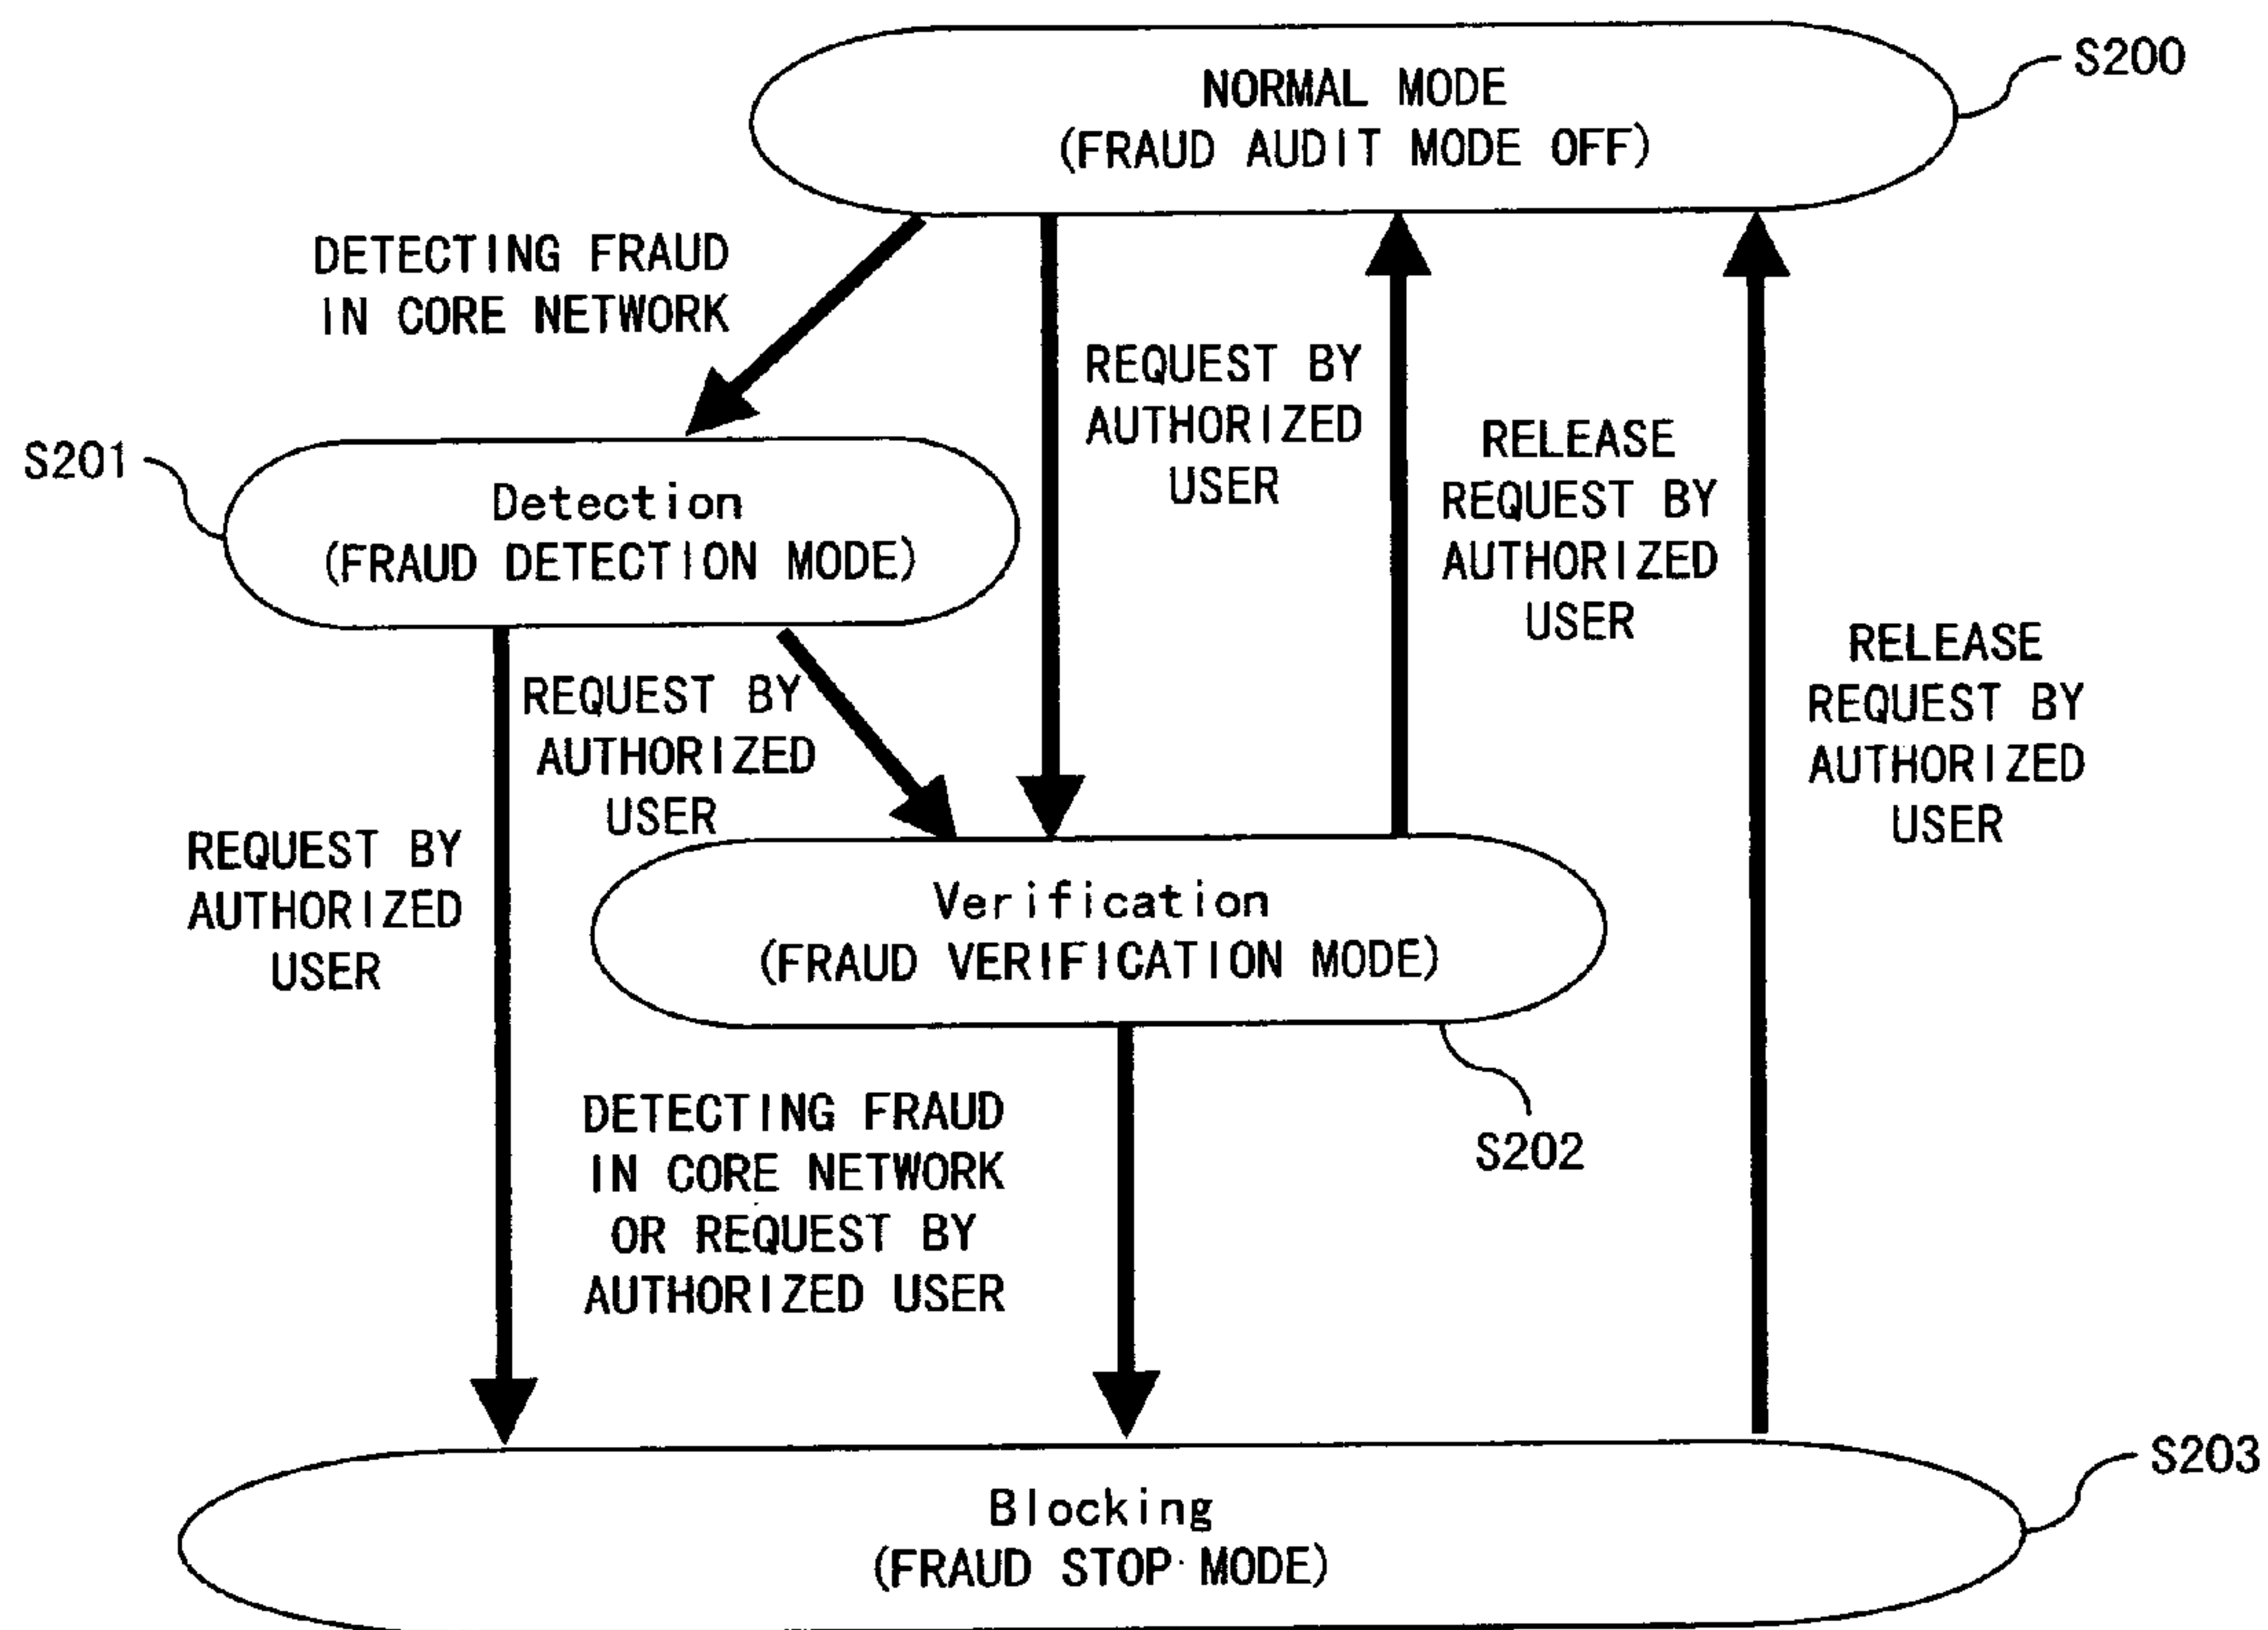 NORMAL MODE
(FRAUD AUDIT MODE OFF)
S200
DETECTING FRAUD
IN CORE NETWORK
REQUEST BY
AUTHORIZED
USER
RELEASE
REQUEST BY
AUTHORIZED
USER
S201
Detection
(FRAUD DETECTION MODE)
RELEASE
REQUEST BY
AUTHORIZED
USER
REQUEST BY
AUTHORIZED
USER
REQUEST BY
AUTHORIZED
USER
Verification
(FRAUD VERIFICATION MODE)
S202
DETECTING FRAUD
IN CORE NETWORK
OR REQUEST BY
AUTHORIZED USER
S203
Blocking
(FRAUD STOP MODE)